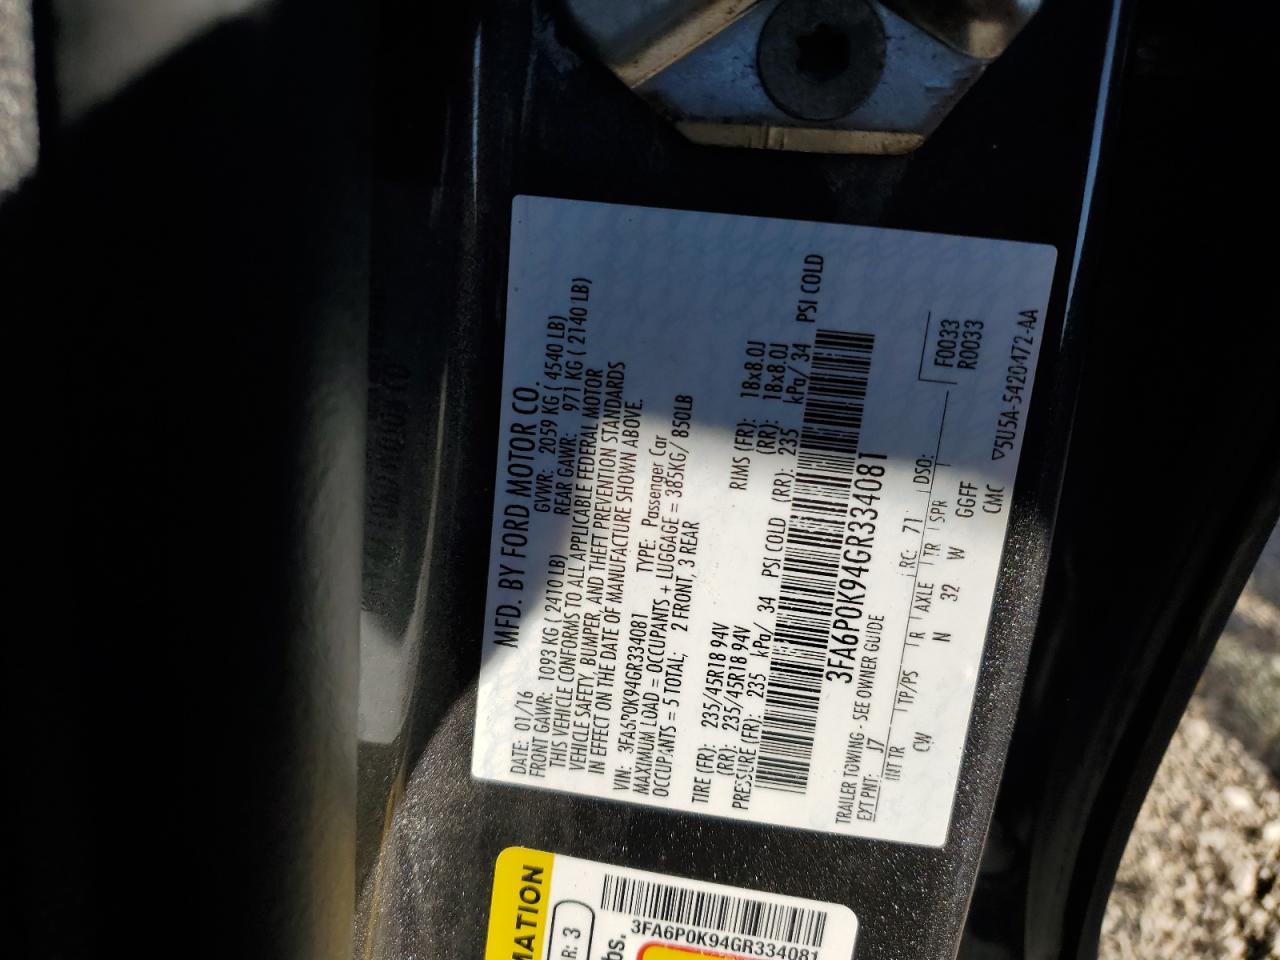 MFD. BY FORD MOTOR CO.
DATE: 01/16 GVWR: 2059 KG ( 4540 LB)
FRONT GAWR: 1093 KG ( 2410 LB) REAR GAWR: 971 KG ( 2140 LB)
THIS VEHICLE CONFORMS TO ALL APPLICABLE FEDERAL MOTOR
VEHICLE SAFETY, BUMPER, AND THEFT PREVENTION STANDARDS
IN EFFECT ON THE DATE OF MANUFACTURE SHOWN ABOVE.
VIN: 3FA6P0K94GR334081 TYPE: Passenger Car
MAXIMUM LOAD = OCCUPANTS + LUGGAGE = 385KG/ 850LB
OCCUPANTS = 5 TOTAL; 2 FRONT, 3 REAR
TIRE (FR): 235/45R18 94V RIMS (FR): 18x8.0J
(RR): 235/45R18 94V (RR): 18x8.0J
PRESSURE (FR): 235 kPa/ 34 PSI COLD (RR): 235 kPa/ 34 PSI COLD
3FA6P0K94GR334081
TRAILER TOWING - SEE OWNER GUIDE
EXT PNT: J7 RC: 71 DSO:
INT TR TP/PS R AXLE TR SPR F0033
CW N 32 W GGFF R0033
CMC
▽5U5A-5420472-AA
MATION
R: 3
3FA6P0K94GR334081
bs.